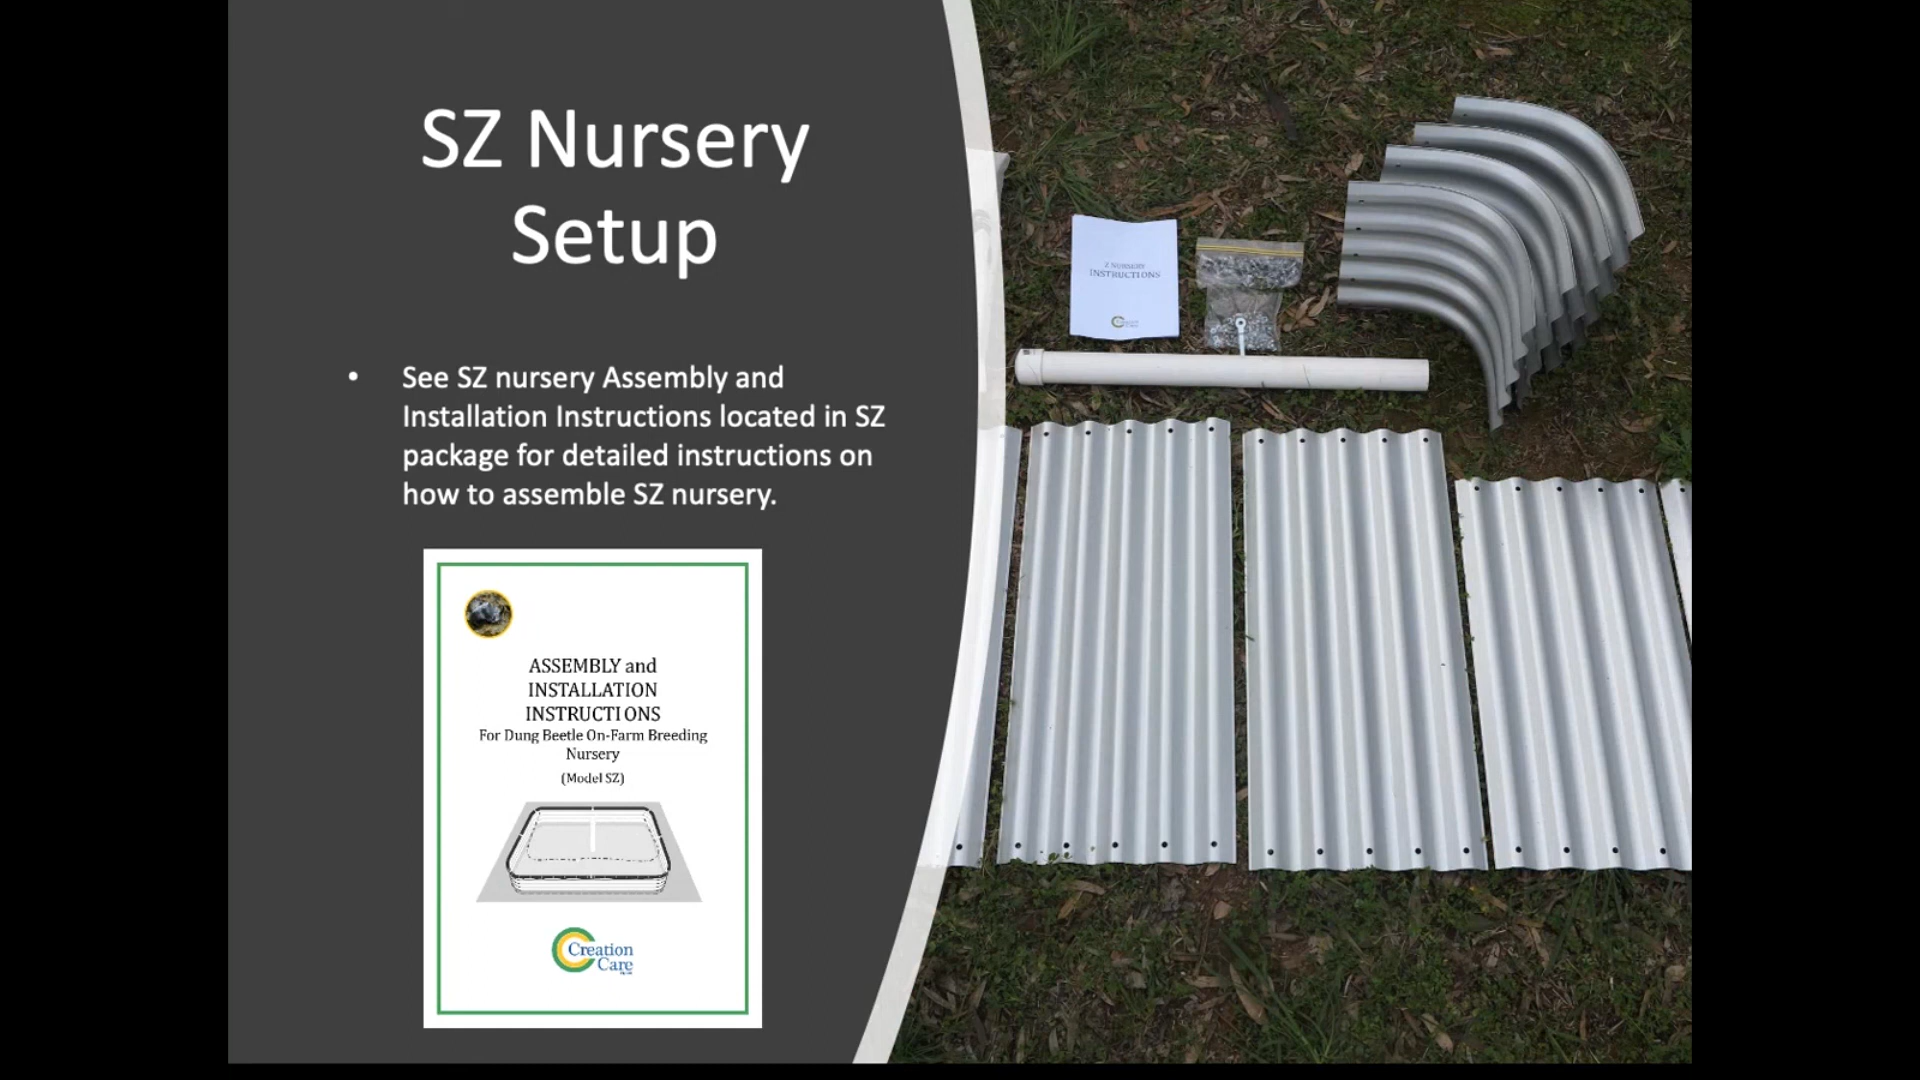 SZ Nursery
Setup
• See SZ nursery Assembly and
Installation Instructions located in SZ
package for detailed instructions on
how to assemble SZ nursery.
ASSEMBLY and
INSTALLATION
INSTRUCTIONS
For Dung Beetle On-Farm Breeding
Nursery
(Model SZ)
Creation
Care
Z NURSERY
INSTRUCTIONS